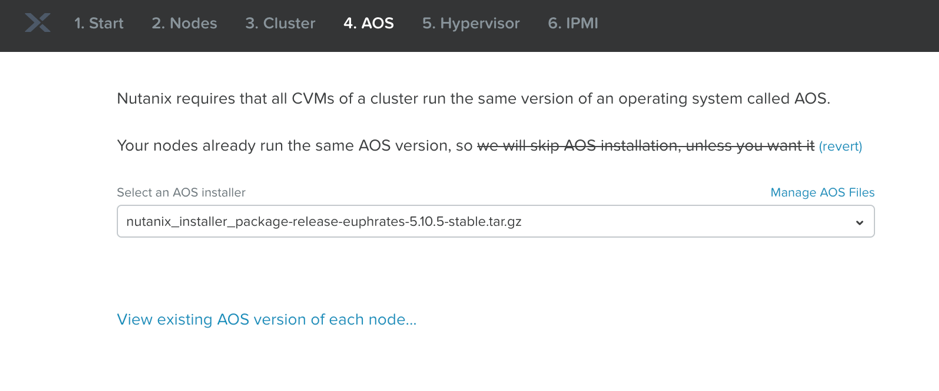 1. Start 2. Nodes 3. Cluster 4. AOS 5. Hypervisor 6. IPMI
Nutanix requires that all CVMs of a cluster run the same version of an operating system called AOS.
Your nodes already run the same AOS version, so we will skip AOS installation, unless you want it (revert)
Select an AOS installer Manage AOS Files
nutanix_installer_package-release-euphrates-5.10.5-stable.tar.gz
View existing AOS version of each node...